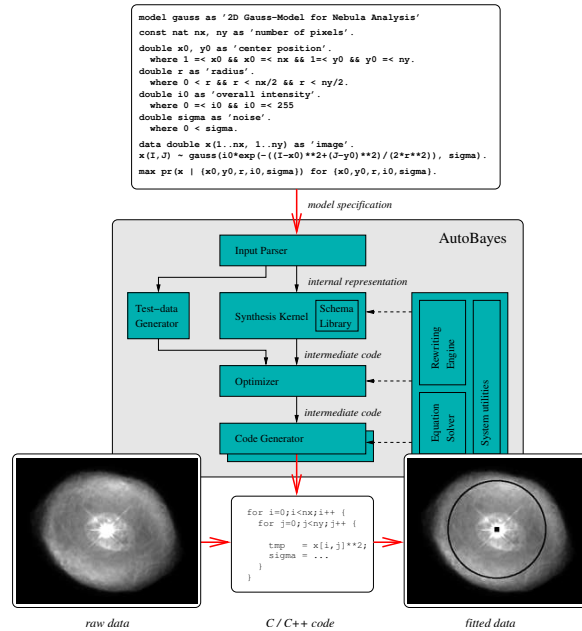 model gauss as '2D Gauss-Model for Nebula Analysis'
const nat nx, ny as 'number of pixels'.
double x0, y0 as 'center position'.
where 1 =< x0 && x0 =< nx && 1=< y0 && y0 =< ny.
double r as 'radius'.
where 0 < r && r < nx/2 && r < ny/2.
double i0 as 'overall intensity'.
where 0 =< i0 && i0 =< 255
double sigma as 'noise'.
where 0 < sigma.
data double x(1..nx, 1..ny) as 'image'.
x(I,J) ~ gauss(i0*exp(-((I-x0)**2+(J-y0)**2)/(2*r**2)), sigma).
max pr(x | {x0,y0,r,i0,sigma}) for {x0,y0,r,i0,sigma}.
model specification
AutoBayes
Input Parser
internal representation
Test-data
Generator
Synthesis Kernel
Schema
Library
Rewriting
Engine
System utilities
intermediate code
Optimizer
intermediate code
Equation
Solver
Code Generator
for i=0;i<nx;i++ {
for j=0;j<ny;j++ {
tmp = x[i,j]**2;
sigma = ...
}
}
raw data
C / C++ code
fitted data